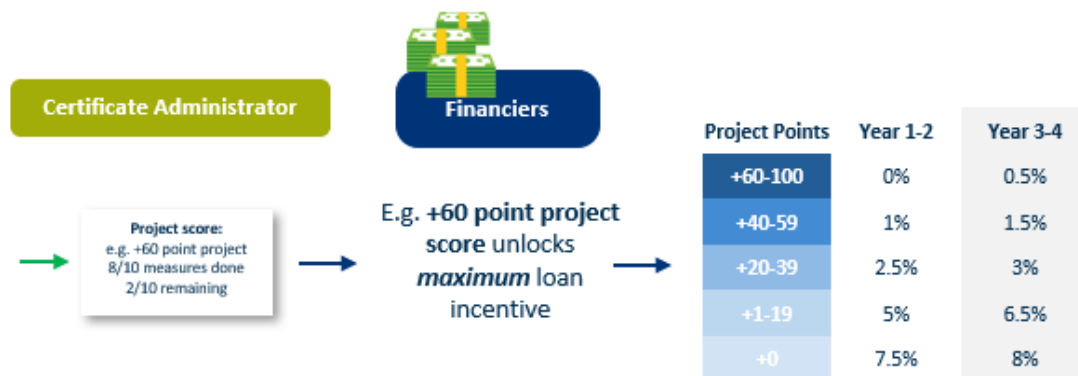 Certificate Administrator
Financiers
Project score:
e.g. +60 point project
8/10 measures done
2/10 remaining
E.g. +60 point project
score unlocks
maximum loan
incentive
Project Points Year 1-2 Year 3-4
+60-100 0% 0.5%
+40-59 1% 1.5%
+20-39 2.5% 3%
+1-19 5% 6.5%
+0 7.5% 8%